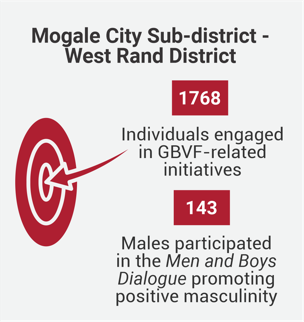 Mogale City Sub-district -
West Rand District
1768
Individuals engaged
in GBVF-related
initiatives
143
Males participated
in the Men and Boys
Dialogue promoting
positive masculinity